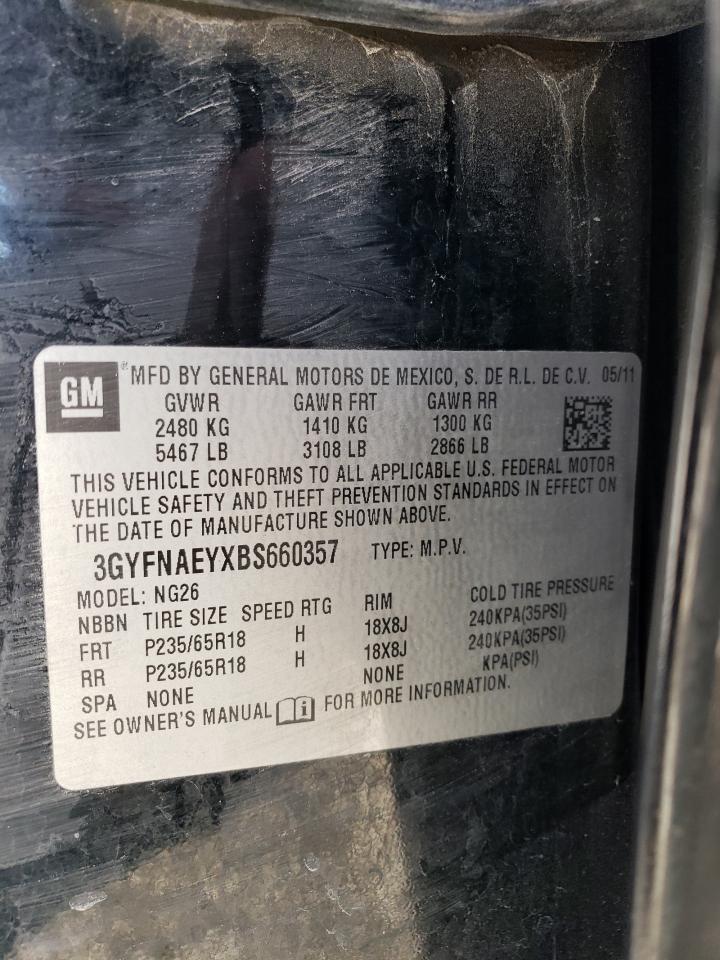 GM ® MFD BY GENERAL MOTORS DE MEXICO, S. DE R.L. DE C.V. 05/11
GVWR GAWR FRT GAWR RR
2480 KG 1410 KG 1300 KG
5467 LB 3108 LB 2866 LB
THIS VEHICLE CONFORMS TO ALL APPLICABLE U.S. FEDERAL MOTOR
VEHICLE SAFETY AND THEFT PREVENTION STANDARDS IN EFFECT ON
THE DATE OF MANUFACTURE SHOWN ABOVE.
3GYFNAEYXBS660357 TYPE: M.P.V.
MODEL: NG26
NBBN TIRE SIZE SPEED RTG RIM COLD TIRE PRESSURE
FRT P235/65R18 H 18X8J 240KPA(35PSI)
RR P235/65R18 H 18X8J 240KPA(35PSI)
SPA NONE NONE KPA(PSI)
SEE OWNER'S MANUAL FOR MORE INFORMATION.